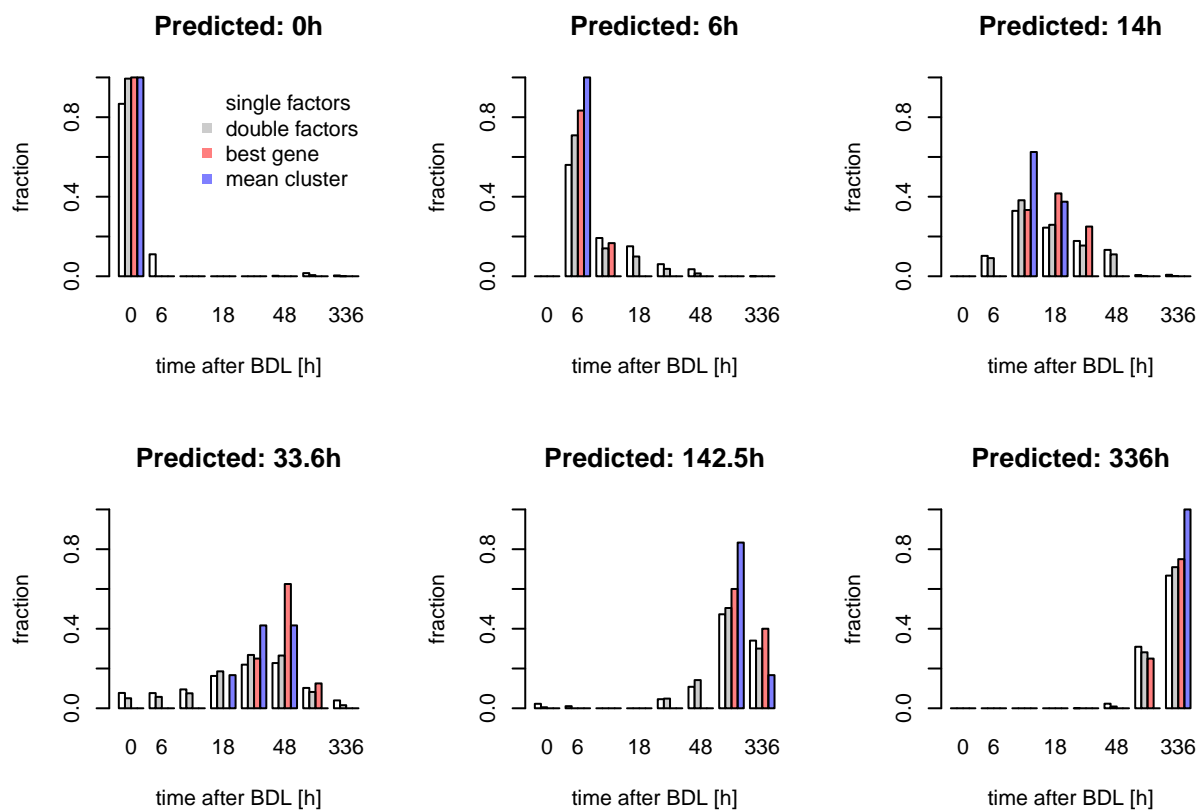 Predicted: 0h
fraction
0.0 0.4 0.8
single factors
double factors
best gene
mean cluster
0 6 18 48 336
time after BDL [h]
Predicted: 6h
fraction
0.0 0.4 0.8
0 6 18 48 336
time after BDL [h]
Predicted: 14h
fraction
0.0 0.4 0.8
0 6 18 48 336
time after BDL [h]
Predicted: 33.6h
fraction
0.0 0.4 0.8
0 6 18 48 336
time after BDL [h]
Predicted: 142.5h
fraction
0.0 0.4 0.8
0 6 18 48 336
time after BDL [h]
Predicted: 336h
fraction
0.0 0.4 0.8
0 6 18 48 336
time after BDL [h]